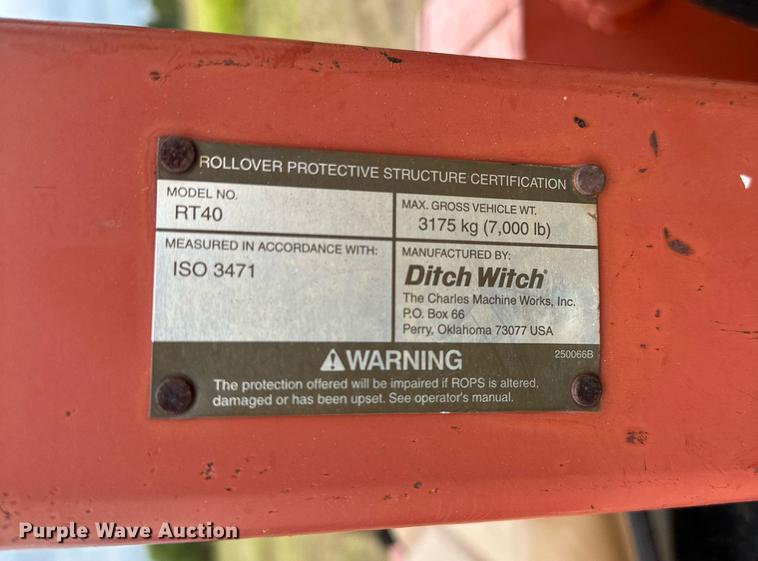 ROLLOVER PROTECTIVE STRUCTURE CERTIFICATION
MODEL NO.
RT40
MAX. GROSS VEHICLE WT.
3175 kg (7,000 lb)
MEASURED IN ACCORDANCE WITH:
ISO 3471
MANUFACTURED BY:
Ditch Witch®
The Charles Machine Works, Inc.
P.O. Box 66
Perry, Oklahoma 73077 USA
⚠WARNING
250066B
The protection offered will be impaired if ROPS is altered,
damaged or has been upset. See operator's manual.
Purple Wave Auction